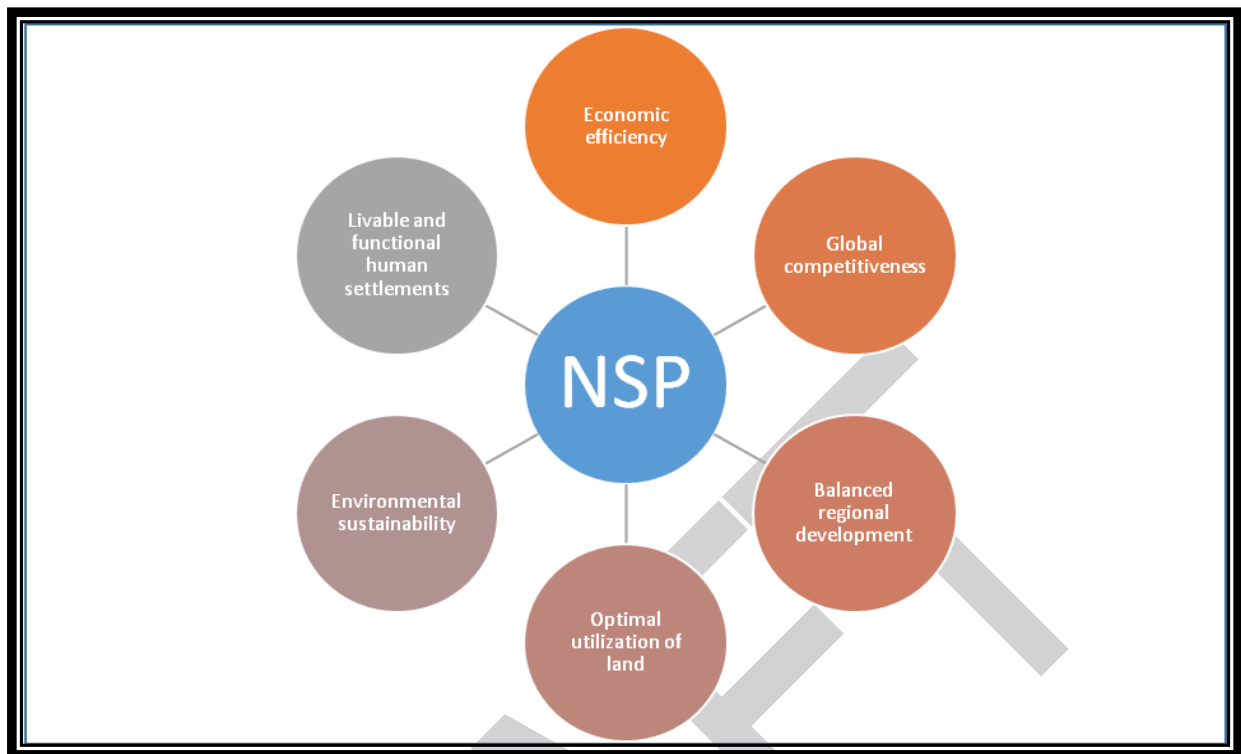 Economic
efficiency
Global
competitiveness
Balanced
regional
development
Optimal
utilization of
land
Environmental
sustainability
Livable and
functional
human
settlements
NSP